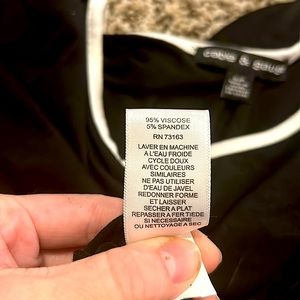 cable & gauge
95% VISCOSE
5% SPANDEX
RN 73163
LAVER EN MACHINE
A L'EAU FROIDE
CYCLE DOUX
AVEC COULEURS
SIMILAIRES
NE PAS UTILISER
D'EAU DE JAVEL
REDONNER FORME
ET LAISSER
SECHER A PLAT
REPASSER A FER TIEDE
SI NECESSAIRE
OU NETTOYAGE A SEC